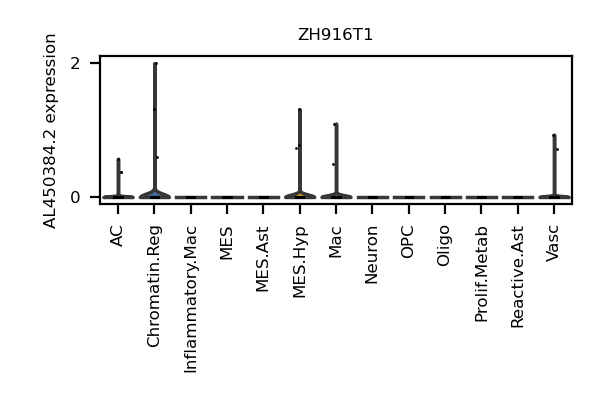 ZH916T1
AL450384.2 expression
2
0
AC
Chromatin.Reg
Inflammatory.Mac
MES
MES.Ast
MES.Hyp
Mac
Neuron
OPC
Oligo
Prolif.Metab
Reactive.Ast
Vasc